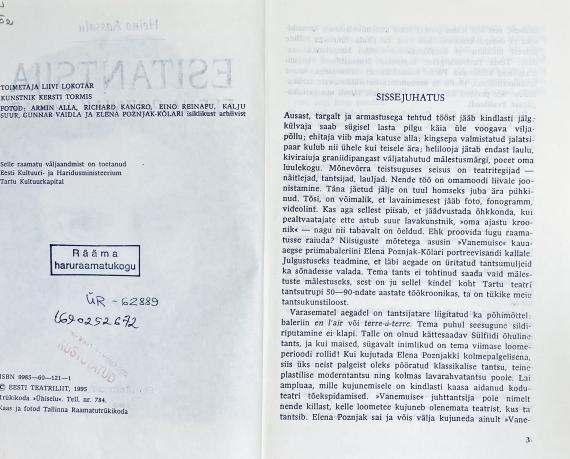 Heino Aassalu
ESITANTSIJA
TOIMETAJA LIIVI LOKOTAR
KUNSTNIK KERSTI TORMIS
FOTOD: ARMIN ALLA, RICHARD KANGRO, EINO REINAPU, KALJU
SUUR, GUNNAR VAIDLA ja ELENA POZNJAK-KÕLARI isiklikust arhiivist
Selle raamatu väljaandmist on toetanud
Eesti Kultuuri- ja Haridusministeerium
Tartu Kultuurkapital
Rääma
haruraamatukogu
ÜR - 62889
1690252672
KUSTUTATUD
ISBN 9985-60-121-1
© EESTI TEATRILIIT, 1995
Trükikoda »Ühiselu«. Tell. nr. 784.
Kaas ja fotod Tallinna Raamatutrükikoda
SISSEJUHATUS
Ausast, targalt ja armastusega tehtud tööst jääb kindlasti jälg:
külvaja saab sügisel lasta pilgu käia üle voogava vilja-
põllu; ehitaja viib maja katuse alla; kingsepa valmistatud jalatsi-
paar kulub nii ühele kui teisele ära; helilooja jätab endast laulu,
kiviraiuja graniidipangast väljatahutud mälestusmärgi, poeet oma
luulekogu. Mõnevõrra teistsuguses seisus on teatritegijad —
näitlejad, tantsijad, lauljad. Nende töö on omamoodi liivale joo-
nistamine. Täna jäetud jälge on tuul homseks juba ära pühki-
nud. Tõsi, on võimalik, et lavainimesest jääb foto, fonogramm,
videolint. Kas aga sellest piisab, et jäädvustada õhkkonda, kui
pealtvaatajate ette astub suur lavakunstnik, »oma ajastu kroo-
nik« — nagu nii tabavalt on öeldud. Ehk proovida lugu raama-
tusse raiuda? Niisuguste mõtetega asusin »Vanemuise« kaua-
aegse priimabaleriini Elena Poznjak-Kõlari portreevisandi kallale.
Julgustuseks teadmine, et läbi aegade on üritatud tantsumuljeid
ka sõnadesse valada. Tema tants ei tohtinud saada vaid mäles-
tuste mälestuseks, sest on ju sellel kindel koht Tartu teatri
tantsutrupi 50—90-ndate aastate töökroonikas, ta on tükike meie
tantsukunstiloost.
Varasematel aegadel on tantsijatare liigitatud ka põhimõttel:
baleriin en l'air või terre-à-terre. Tema puhul seesugune sildi-
riputamine ei klapi. Talle on olnud kättesaadav Sülfiidi õhuline
tants, ja kui maised, sügavalt inimlikud on tema viimase loome-
perioodi rollid! Kui kujutada Elena Poznjakki kolmepalgelisena,
siis üks neist palgeist oleks pööratud klassikalise tantsu, teine
plastilise moderntantsu ning kolmas lavarahvatantsu poole. Lai
ampluaa, mille kujunemisele on kindlasti kaasa aidanud kodu-
teatri tõekspidamised. »Vanemuise« juhttantsija pole nimelt
nende killast, kelle loometee kujuneb olenemata teatrist, kus ta
tantsib. Elena Poznjak sai ja võis välja kujuneda ainult »Vane-
3